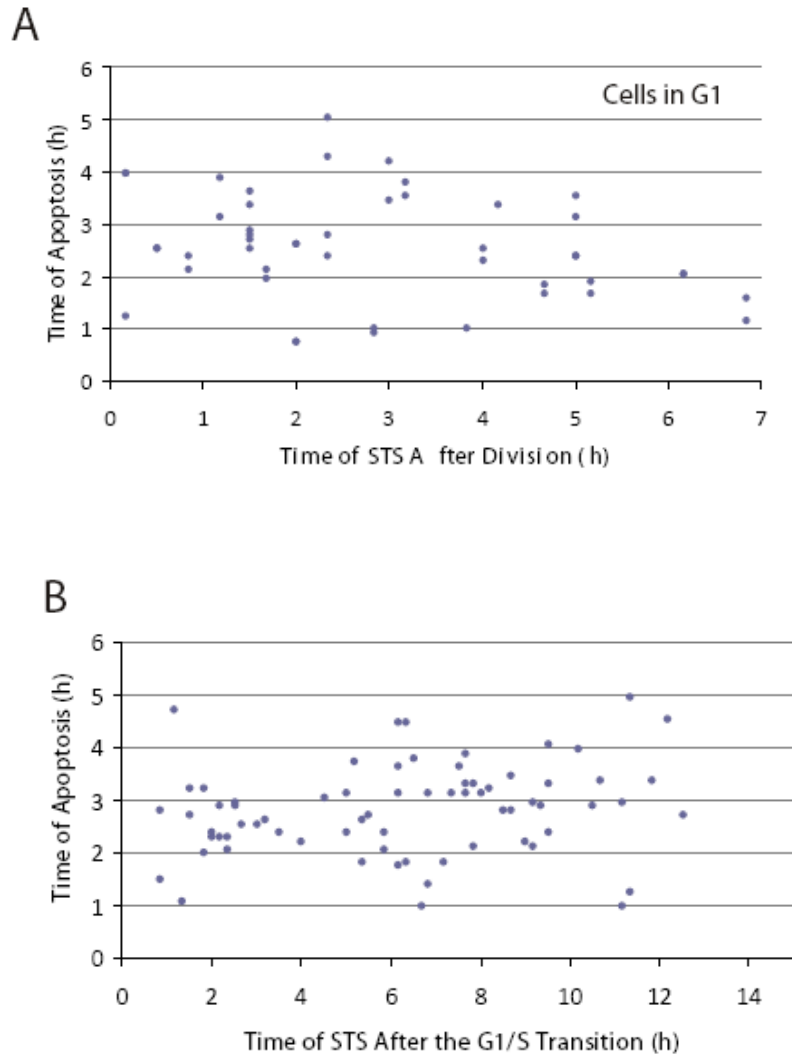 A
6
5
4
3
2
1
0
Time of Apoptosis (h)
Cells in G1
0 1 2 3 4 5 6 7
Time of STS A fter Division ( h)
B
6
5
4
3
2
1
0
Time of Apoptosis (h)
0 2 4 6 8 10 12 14
Time of STS After the G1/S Transition (h)